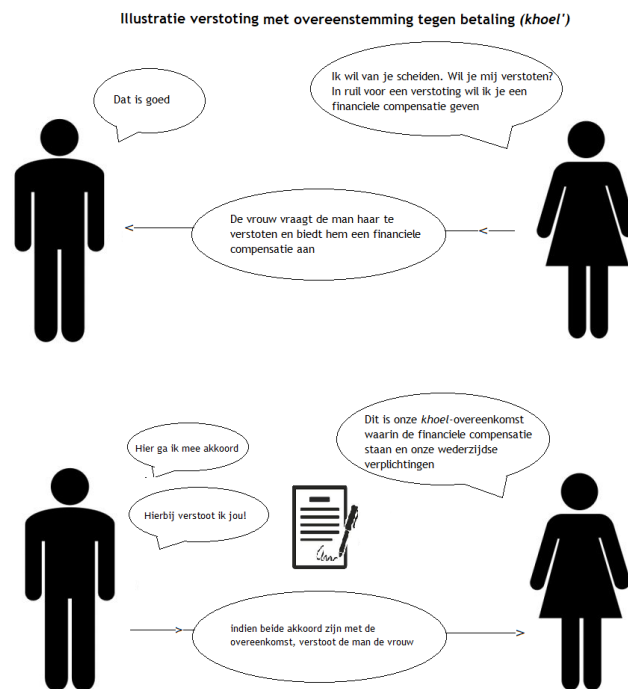 Illustratie verstoting met overeenstemming tegen betaling (khoel')
Dat is goed
Ik wil van je scheiden. Wil je mij verstoten?
In ruil voor een verstoting wil ik je een
financiele compensatie geven
De vrouw vraagt de man haar te
verstoten en biedt hem een financiele
compensatie aan
Hier ga ik mee akkoord
Dit is onze khoel-overeenkomst
waarin de financiele compensatie
staan en onze wederzijdse
verplichtingen
Hierbij verstoot ik jou!
indien beide akkoord zijn met de
overeenkomst, verstoot de man de vrouw